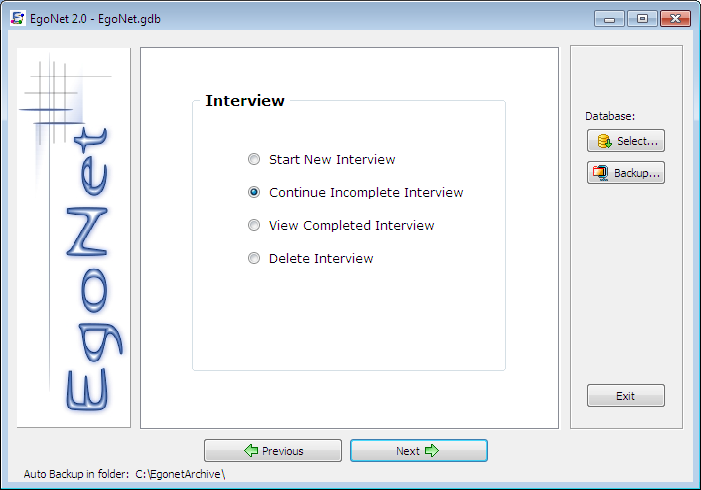 EgoNet 2.0 - EgoNet.gdb
EgoNet
Interview
Start New Interview
Continue Incomplete Interview
View Completed Interview
Delete Interview
Database:
Select...
Backup...
Exit
Previous
Next
Auto Backup in folder: C:\EgonetArchive\